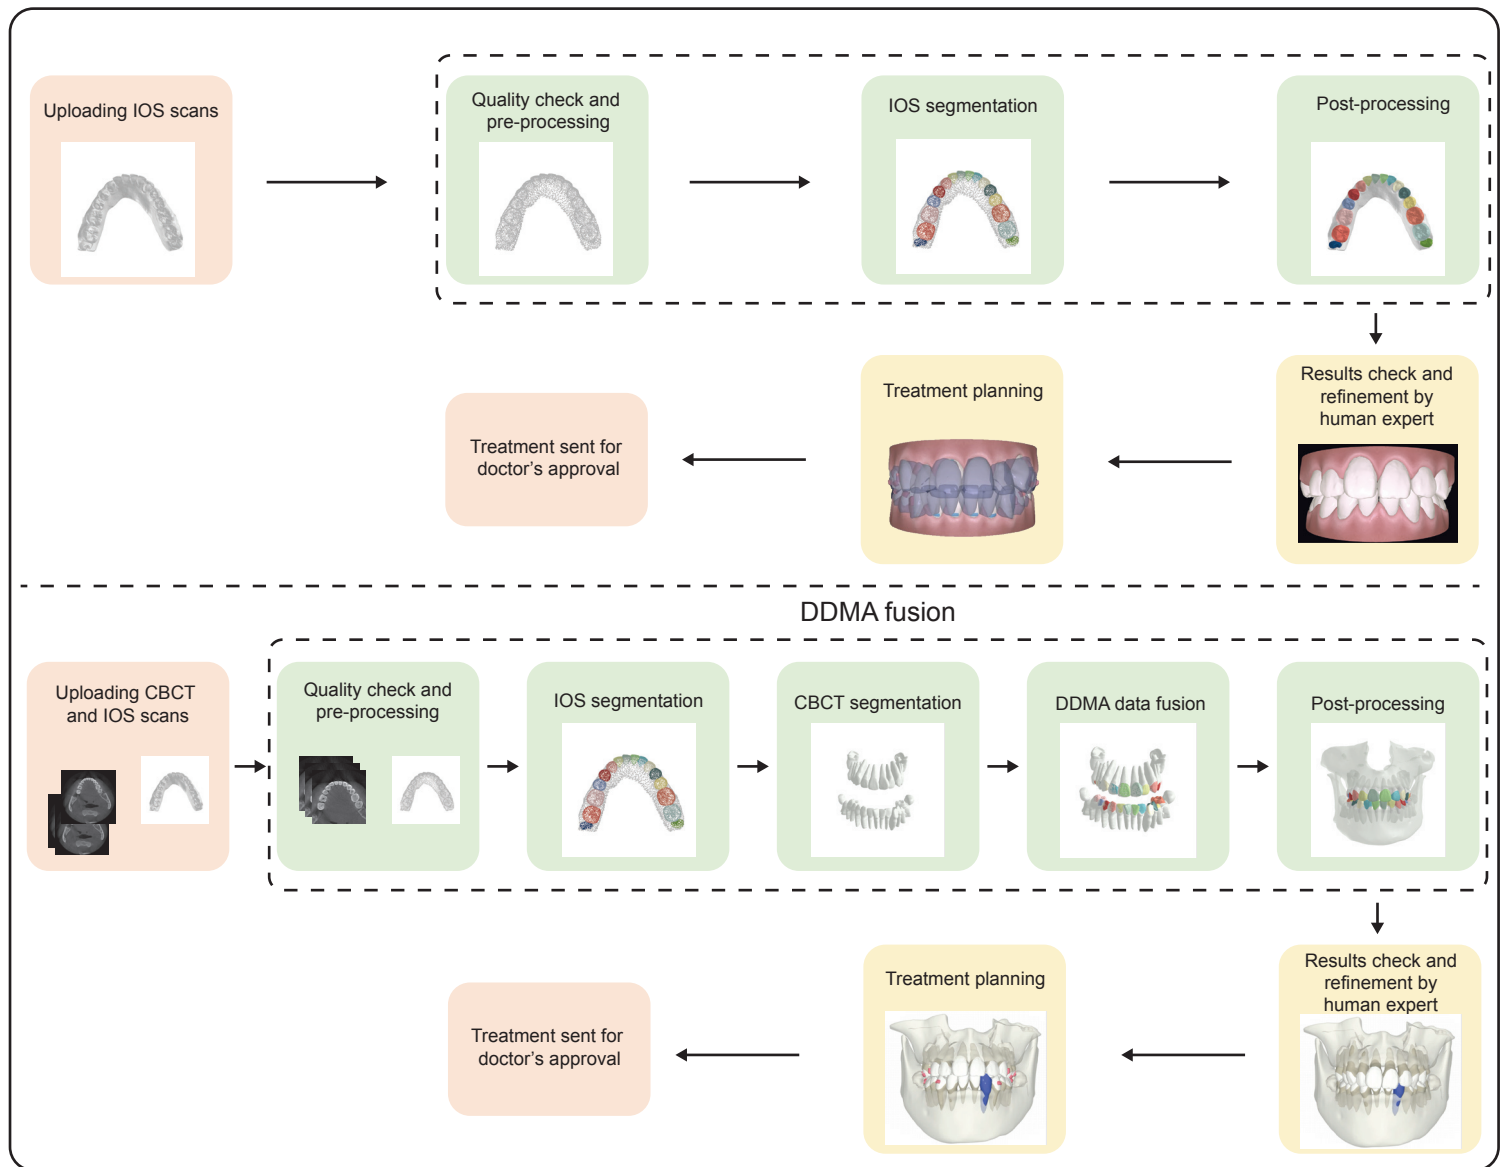 Uploading IOS scans
Quality check and
pre-processing
IOS segmentation
Post-processing
Results check and
refinement by
human expert
Treatment planning
Treatment sent for
doctor's approval
DDMA fusion
Uploading CBCT
and IOS scans
Quality check and
pre-processing
IOS segmentation
CBCT segmentation
DDMA data fusion
Post-processing
Results check and
refinement by
human expert
Treatment planning
Treatment sent for
doctor's approval